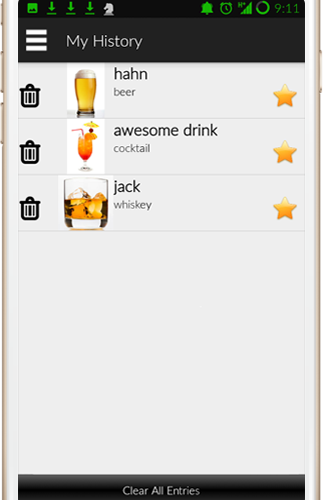 9:11
My History
hahn
beer
awesome drink
cocktail
jack
whiskey
Clear All Entries